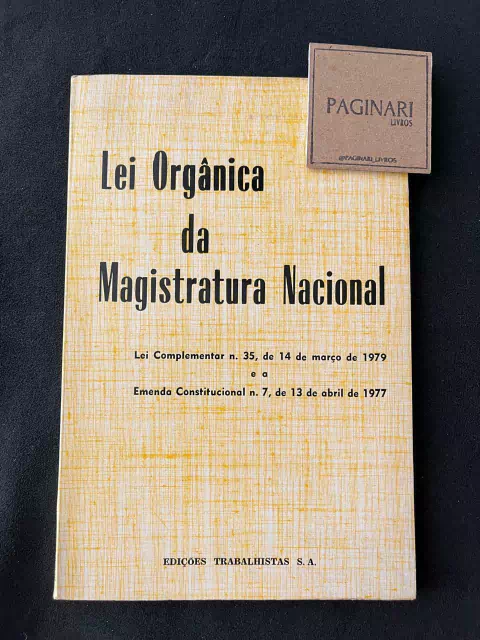 PAGINARI
LIVROS
@PAGINARI_LIVROS
Lei Orgânica
da
Magistratura Nacional
Lei Complementar n. 35, de 14 de março de 1979
e a
Emenda Constitucional n. 7, de 13 de abril de 1977
EDIÇÕES TRABALHISTAS S. A.